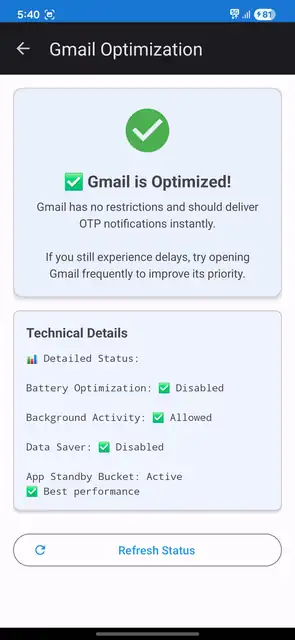 5:40
5G
81
Gmail Optimization
✅ Gmail is Optimized!
Gmail has no restrictions and should deliver
OTP notifications instantly.
If you still experience delays, try opening
Gmail frequently to improve its priority.
Technical Details
📊 Detailed Status:
Battery Optimization: ✅ Disabled
Background Activity: ✅ Allowed
Data Saver: ✅ Disabled
App Standby Bucket: Active
✅ Best performance
Refresh Status